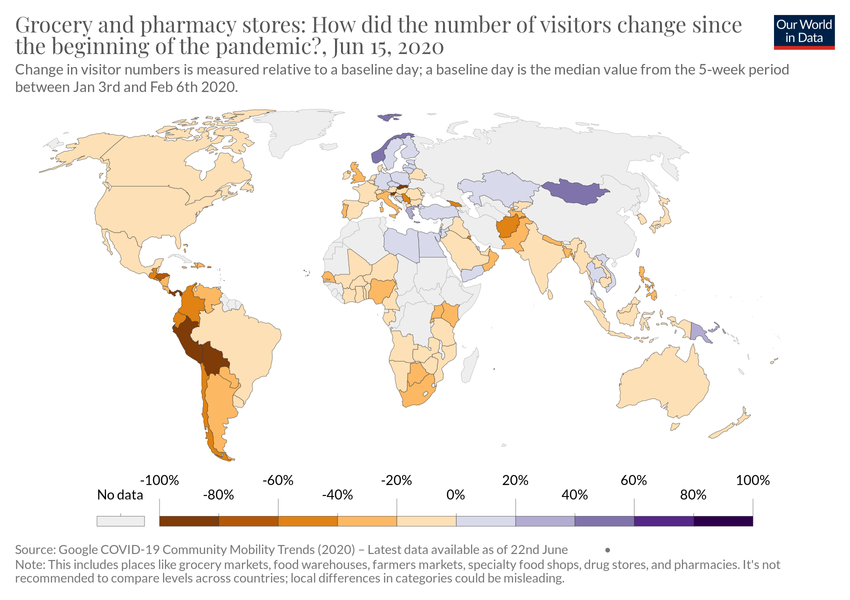 Grocery and pharmacy stores: How did the number of visitors change since
the beginning of the pandemic?, Jun 15, 2020
Our World
in Data
Change in visitor numbers is measured relative to a baseline day; a baseline day is the median value from the 5-week period
between Jan 3rd and Feb 6th 2020.
-100% -60% -20% 20% 60% 100%
No data -80% -40% 0% 40% 80%
Source: Google COVID-19 Community Mobility Trends (2020) – Latest data available as of 22nd June •
Note: This includes places like grocery markets, food warehouses, farmers markets, specialty food shops, drug stores, and pharmacies. It's not
recommended to compare levels across countries; local differences in categories could be misleading.